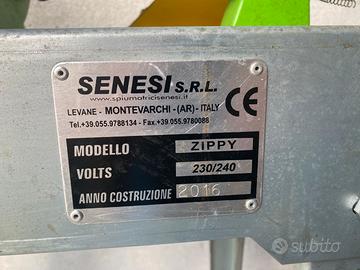 SENESI S.R.L.
www.spiumatricisenesi.it
LEVANE - MONTEVARCHI -(AR)- ITALY
Tel.+39.055.9788134 - Fax.+39.055.9780088
CE
MODELLO ZIPPY
VOLTS 230/240
ANNO COSTRUZIONE 2016
subito